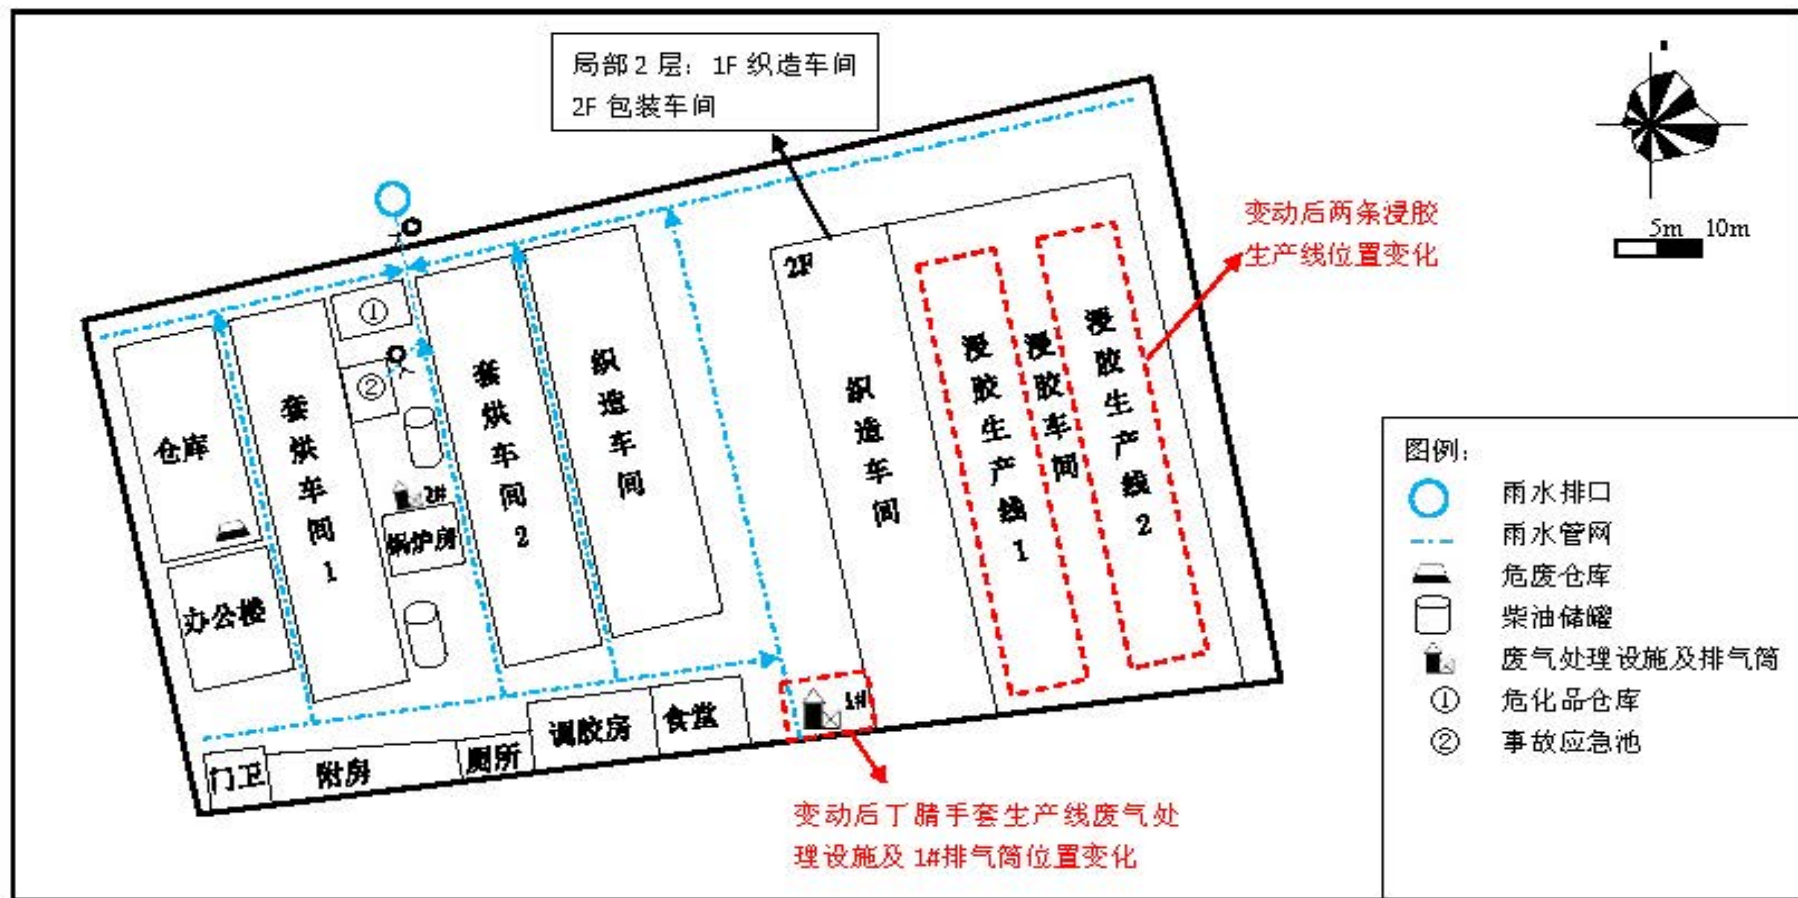 局部2层：1F 织造车间
2F 包装车间
变动后两条浸胶
生产线位置变化
5m 10m
2F
①
②
仓库
套烘车间1
2#
锅炉房
套烘车间2
织造车间
织造车间
浸胶生产线1
浸胶车间
浸胶生产线2
办公楼
门卫
附房
厕所
调胶房
食堂
1#
变动后丁腈手套生产线废气处
理设施及 1#排气筒位置变化
图例：
雨水排口
雨水管网
危废仓库
柴油储罐
废气处理设施及排气筒
① 危化品仓库
② 事故应急池